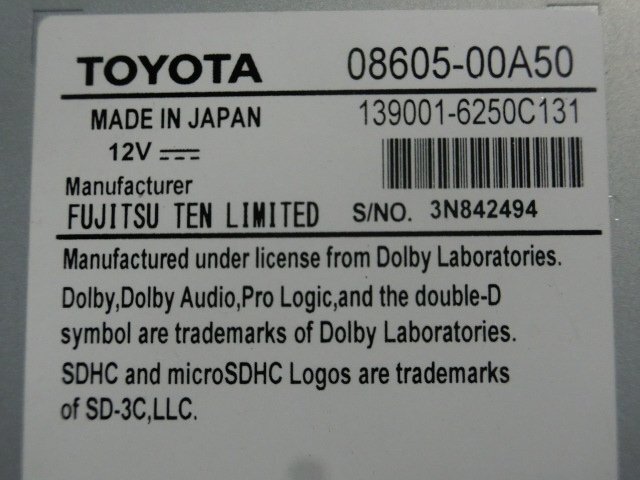 TOYOTA 08605-00A50
MADE IN JAPAN 139001-6250C131
12V
Manufacturer
FUJITSU TEN LIMITED S/NO. 3N842494
Manufactured under license from Dolby Laboratories.
Dolby,Dolby Audio,Pro Logic,and the double-D
symbol are trademarks of Dolby Laboratories.
SDHC and microSDHC Logos are trademarks
of SD-3C,LLC.